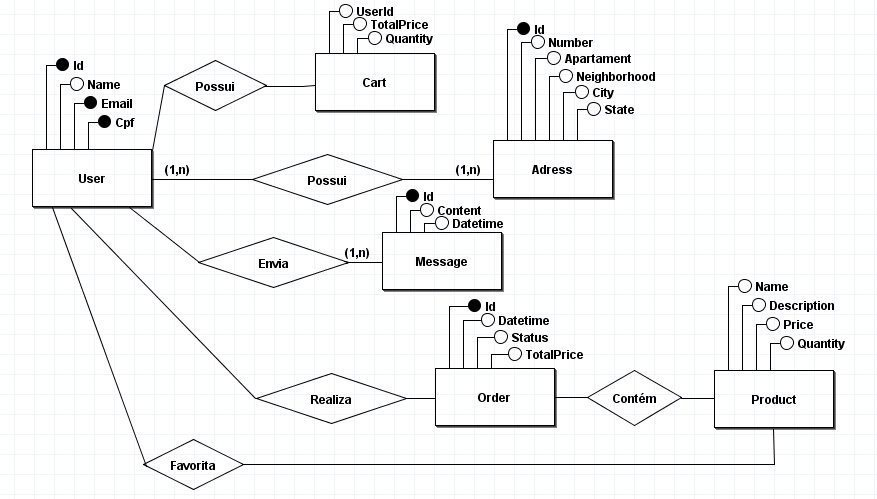 UserId
TotalPrice
Quantity
Cart
Id
Name
Email
Cpf
User
Possui
Id
Number
Apartament
Neighborhood
City
State
Adress
(1,n)
Possui
(1,n)
Id
Content
Datetime
Message
Envia
(1,n)
Id
Datetime
Status
TotalPrice
Order
Realiza
Contém
Name
Description
Price
Quantity
Product
Favorita